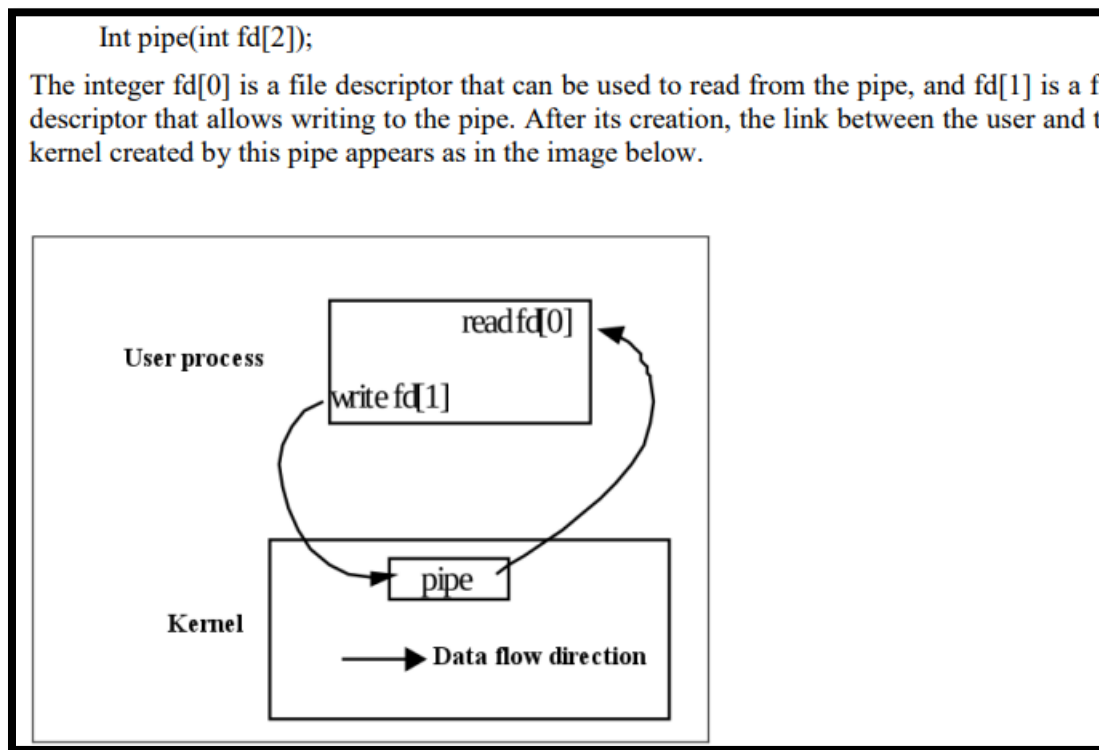 Int pipe(int fd[2]);
The integer fd[0] is a file descriptor that can be used to read from the pipe, and fd[1] is a
descriptor that allows writing to the pipe. After its creation, the link between the user and
kernel created by this pipe appears as in the image below.
read fd[0]
User process
write fd[1]
pipe
Kernel
Data flow direction